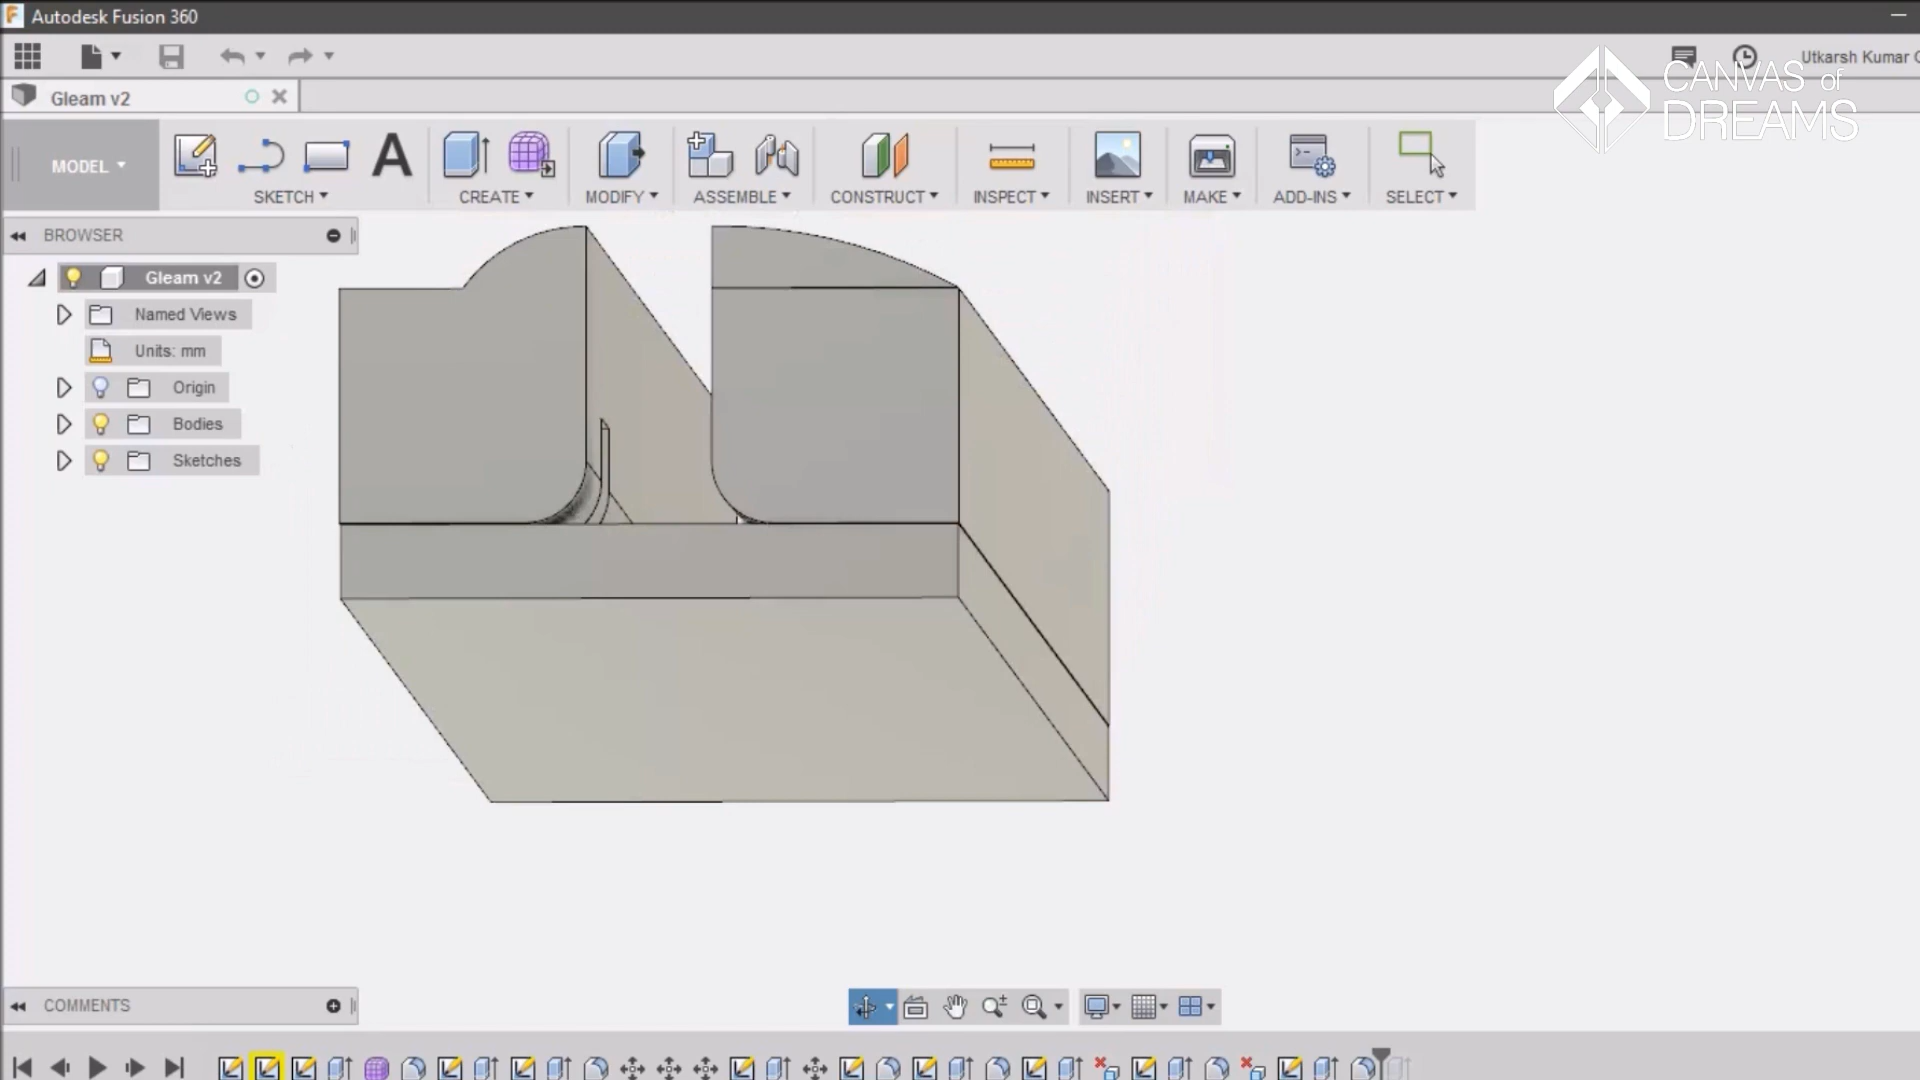 Autodesk Fusion 360
Utkarsh Kumar
CANVAS of
DREAMS
Gleam v2
MODEL
SKETCH
CREATE
MODIFY
ASSEMBLE
CONSTRUCT
INSPECT
INSERT
MAKE
ADD-INS
SELECT
BROWSER
Gleam v2
Named Views
Units: mm
Origin
Bodies
Sketches
COMMENTS